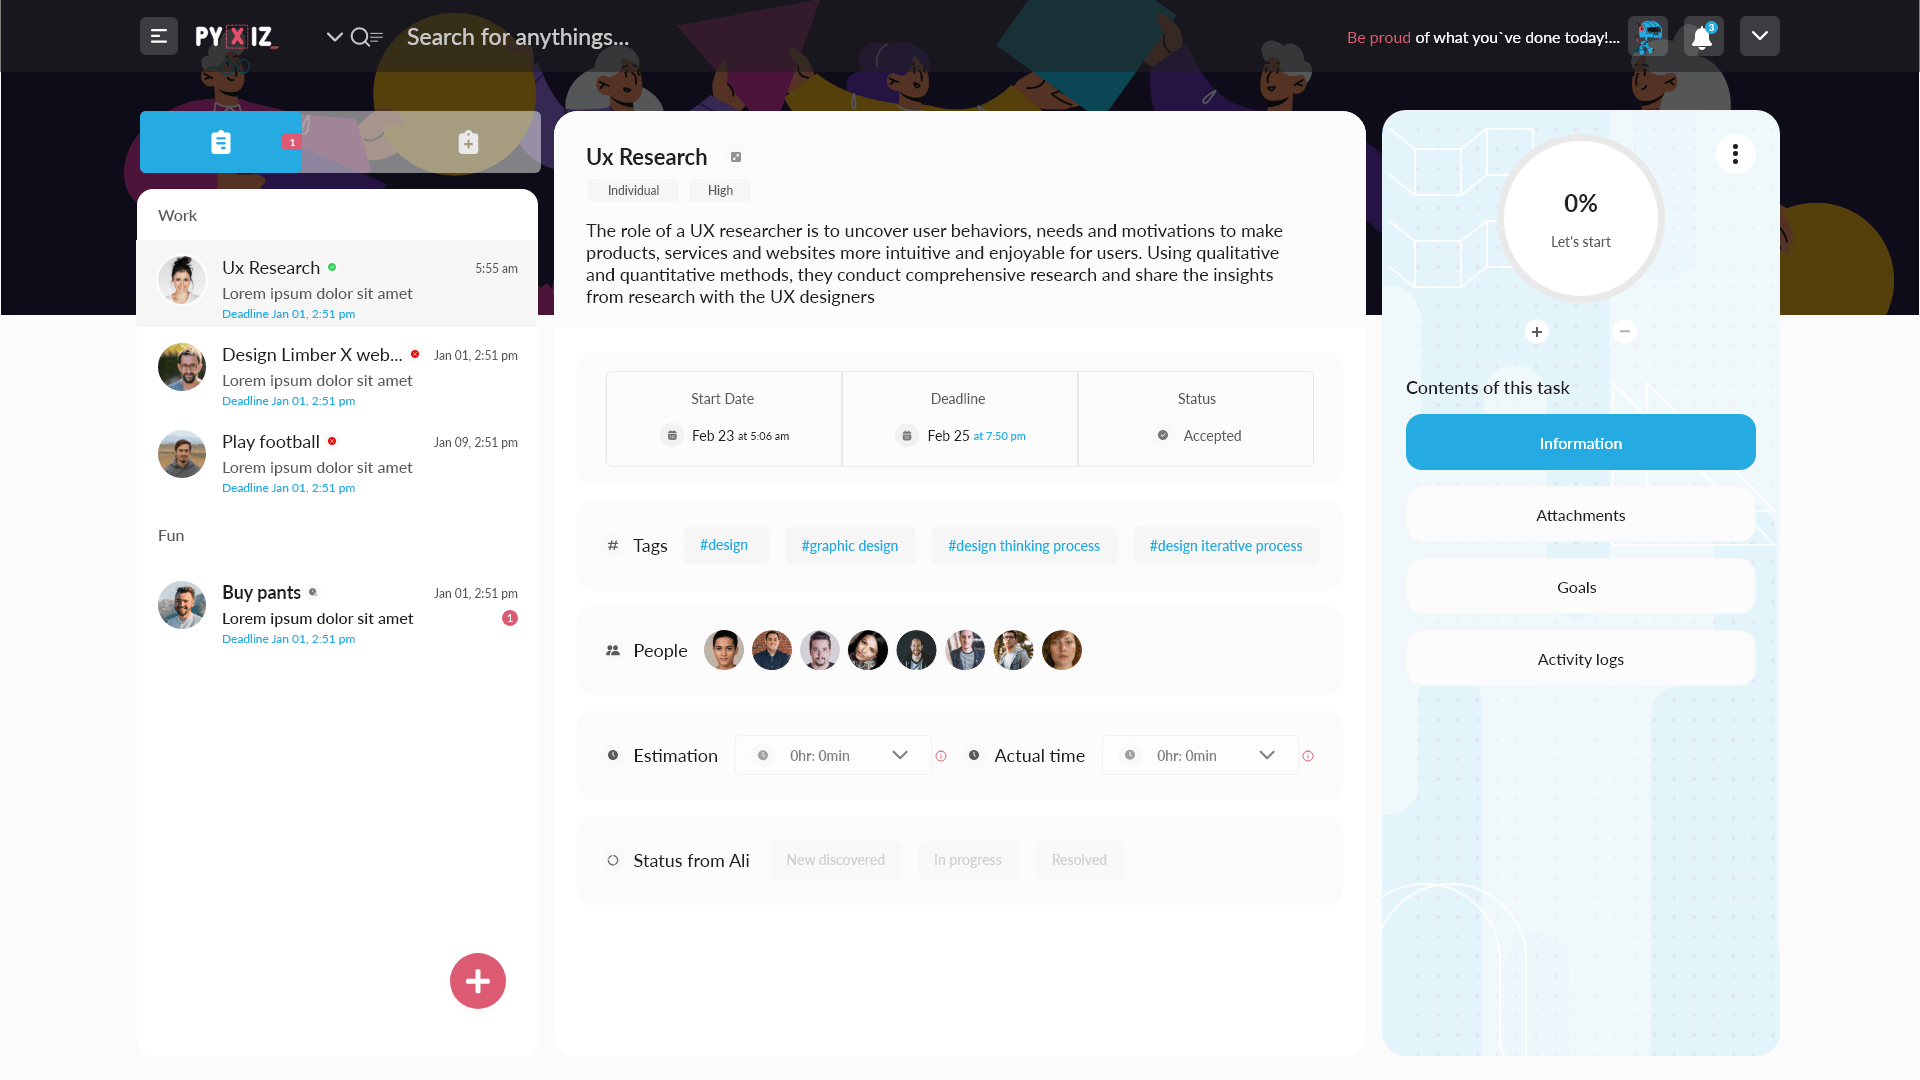 PYXIZ_
Search for anythings...
Be proud of what you`ve done today!...
3
1
Work
Ux Research
5:55 am
Lorem ipsum dolor sit amet
Deadline Jan 01, 2:51 pm
Design Limber X web...
Jan 01, 2:51 pm
Lorem ipsum dolor sit amet
Deadline Jan 01, 2:51 pm
Play football
Jan 09, 2:51 pm
Lorem ipsum dolor sit amet
Deadline Jan 01, 2:51 pm
Fun
Buy pants
Jan 01, 2:51 pm
Lorem ipsum dolor sit amet
1
Deadline Jan 01, 2:51 pm
Ux Research
Individual
High
The role of a UX researcher is to uncover user behaviors, needs and motivations to make
products, services and websites more intuitive and enjoyable for users. Using qualitative
and quantitative methods, they conduct comprehensive research and share the insights
from research with the UX designers
Start Date
Feb 23 at 5:06 am
Deadline
Feb 25 at 7:50 pm
Status
Accepted
# Tags
#design
#graphic design
#design thinking process
#design iterative process
People
Estimation
0hr: 0min
Actual time
0hr: 0min
Status from Ali
New discovered
In progress
Resolved
0%
Let's start
Contents of this task
Information
Attachments
Goals
Activity logs